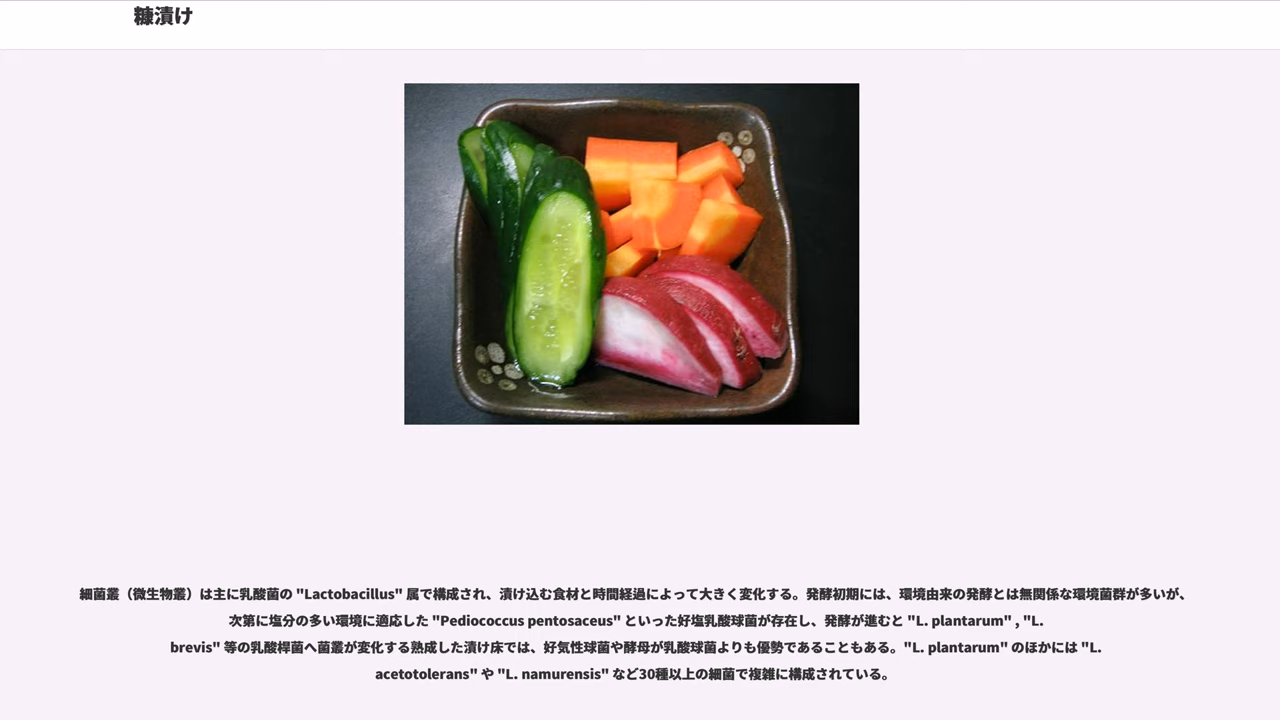 糠漬け
細菌叢（微生物叢）は主に乳酸菌の "Lactobacillus" 属で構成され、漬け込む食材と時間経過によって大きく変化する。発酵初期には、環境由来の発酵とは無関係な環境菌群が多いが、
次第に塩分の多い環境に適応した "Pediococcus pentosaceus" といった好塩乳酸球菌が存在し、発酵が進むと "L. plantarum" , "L.
brevis" 等の乳酸桿菌へ菌叢が変化する熟成した漬け床では、好気性球菌や酵母が乳酸球菌よりも優勢であることもある。"L. plantarum" のほかには "L.
acetotolerans" や "L. namurensis" など30種以上の細菌で複雑に構成されている。